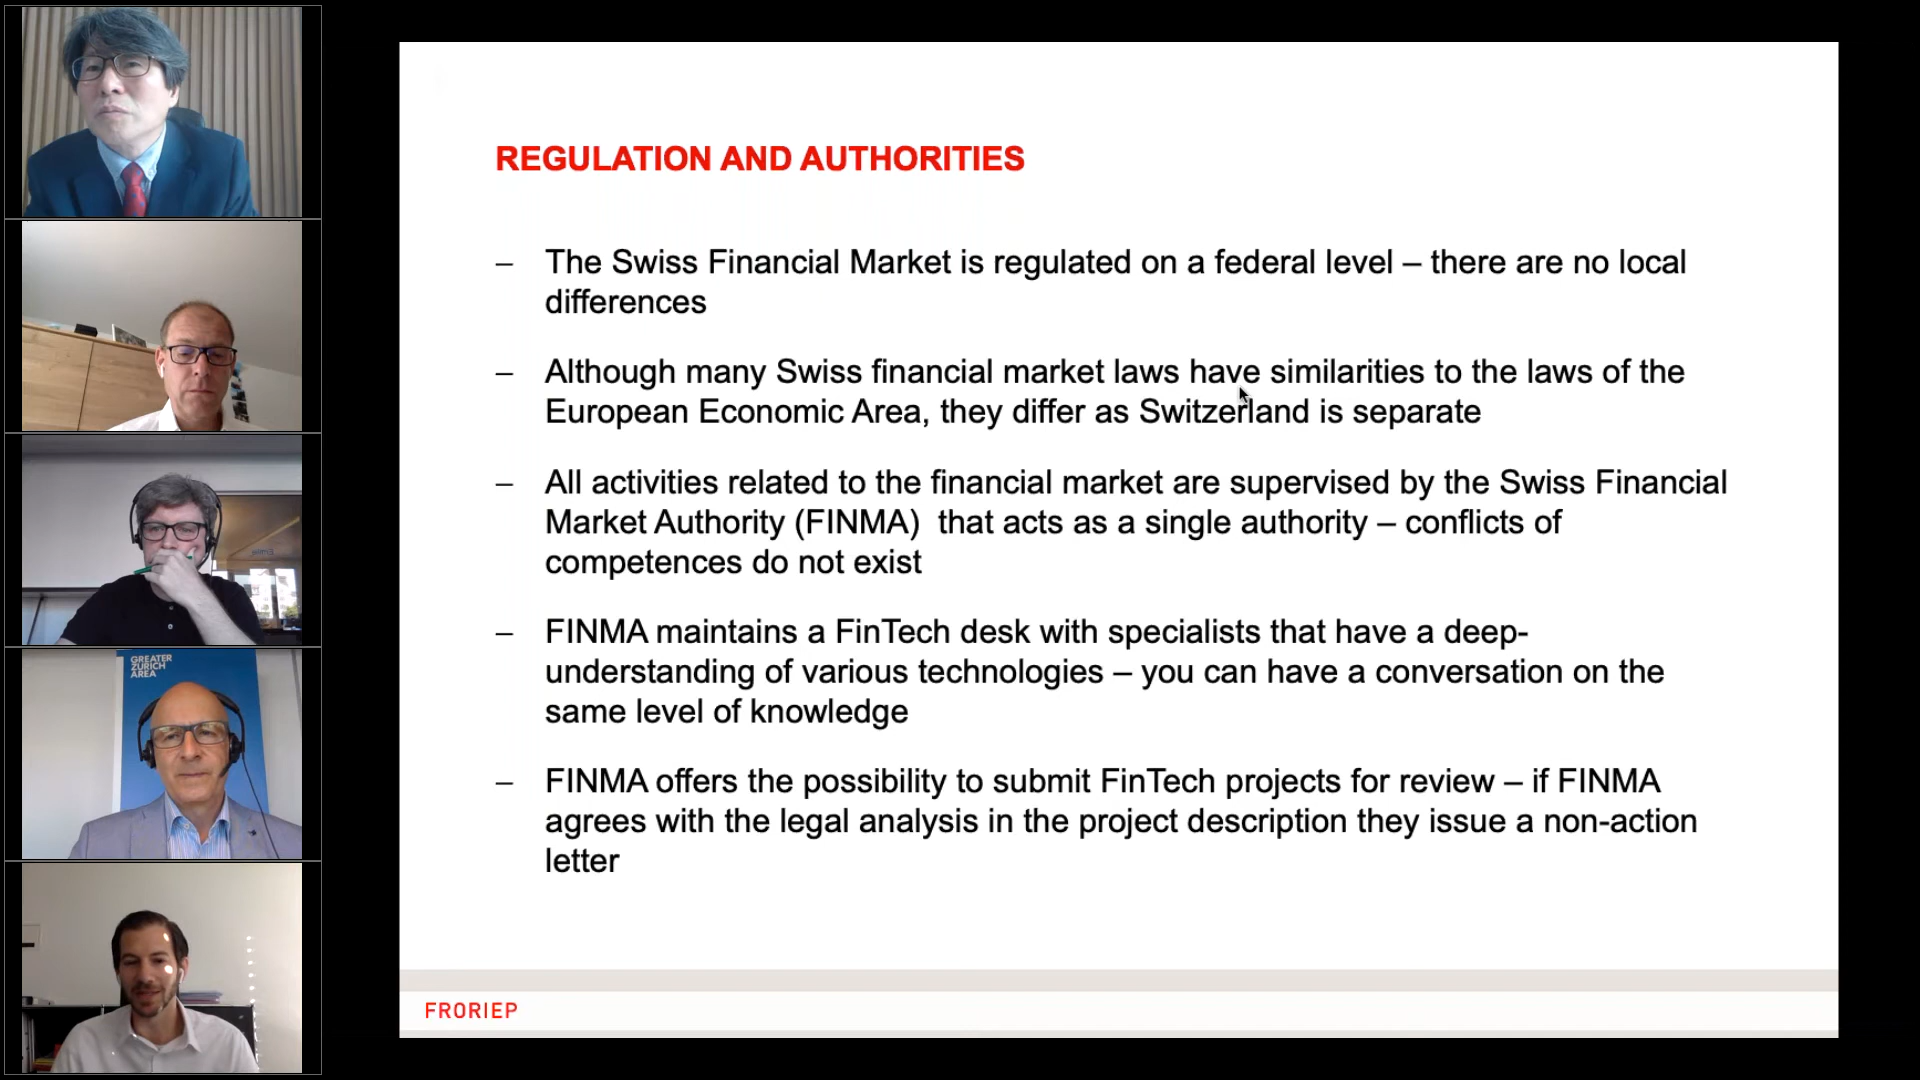 GREATER
ZURICH
AREA
REGULATION AND AUTHORITIES
– The Swiss Financial Market is regulated on a federal level – there are no local
differences
– Although many Swiss financial market laws have similarities to the laws of the
European Economic Area, they differ as Switzerland is separate
– All activities related to the financial market are supervised by the Swiss Financial
Market Authority (FINMA)  that acts as a single authority – conflicts of
competences do not exist
– FINMA maintains a FinTech desk with specialists that have a deep-
understanding of various technologies – you can have a conversation on the
same level of knowledge
– FINMA offers the possibility to submit FinTech projects for review – if FINMA
agrees with the legal analysis in the project description they issue a non-action
letter
FRORIEP